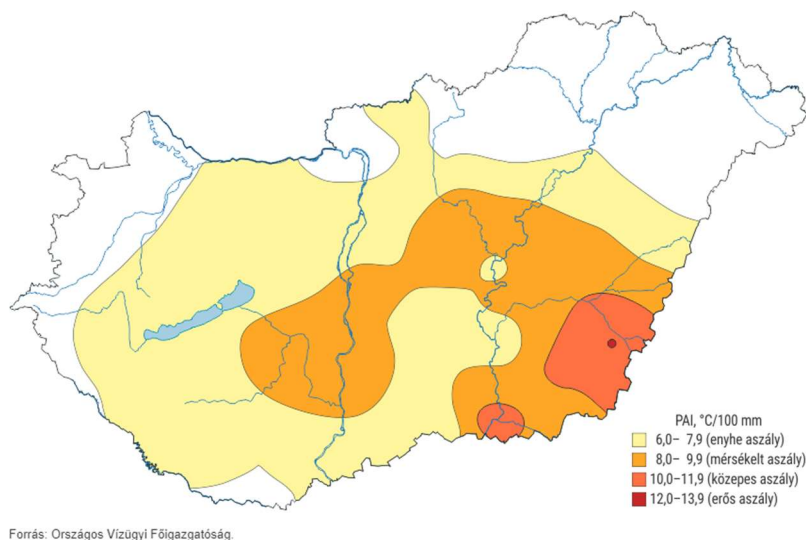 PAI, °C/100 mm
6,0– 7,9 (enyhe aszály)
8,0– 9,9 (mérsékelt aszály)
10,0–11,9 (közepes aszály)
12,0–13,9 (erős aszály)
Forrás: Országos Vízügyi Főigazgatóság.